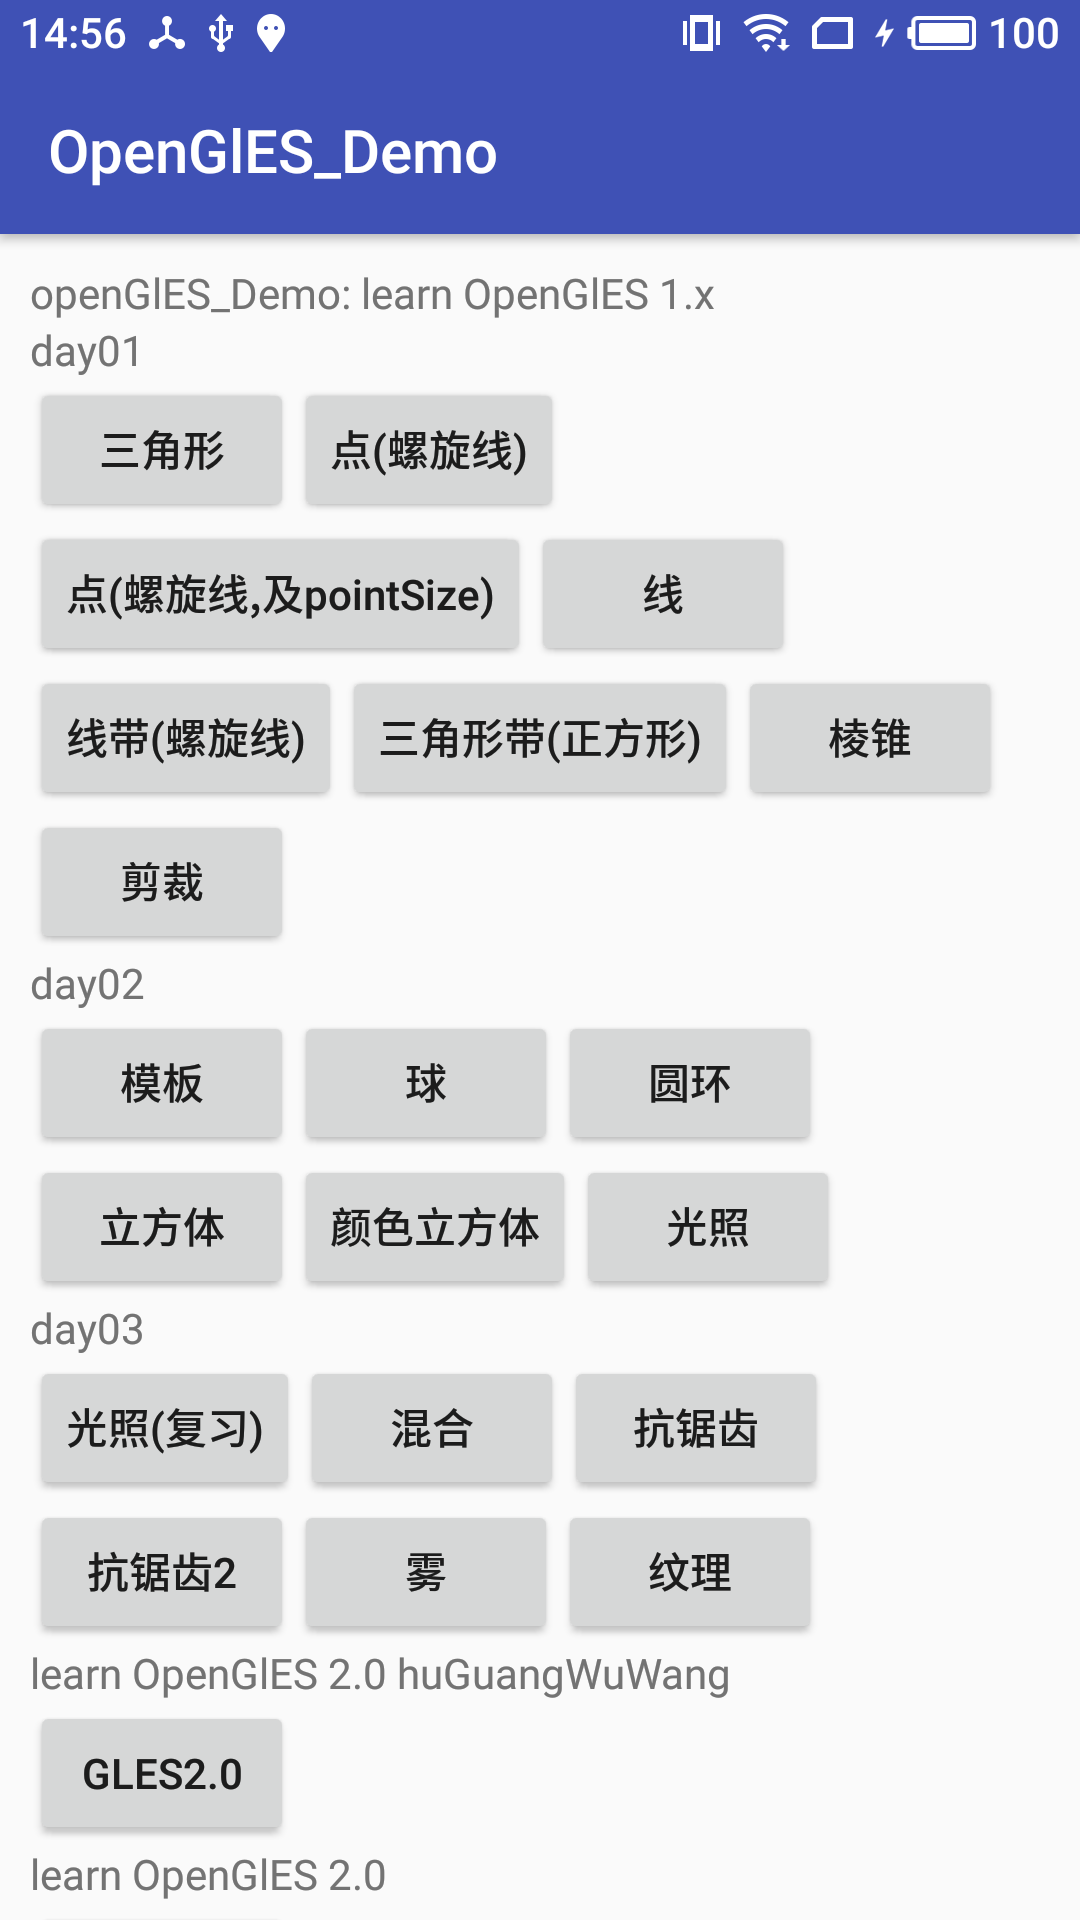 14:56 100
OpenGlES_Demo
openGlES_Demo: learn OpenGlES 1.x
day01
三角形 点(螺旋线)
点(螺旋线,及pointSize) 线
线带(螺旋线) 三角形带(正方形) 棱锥
剪裁
day02
模板 球 圆环
立方体 颜色立方体 光照
day03
光照(复习) 混合 抗锯齿
抗锯齿2 雾 纹理
learn OpenGlES 2.0 huGuangWuWang
GLES2.0
learn OpenGlES 2.0